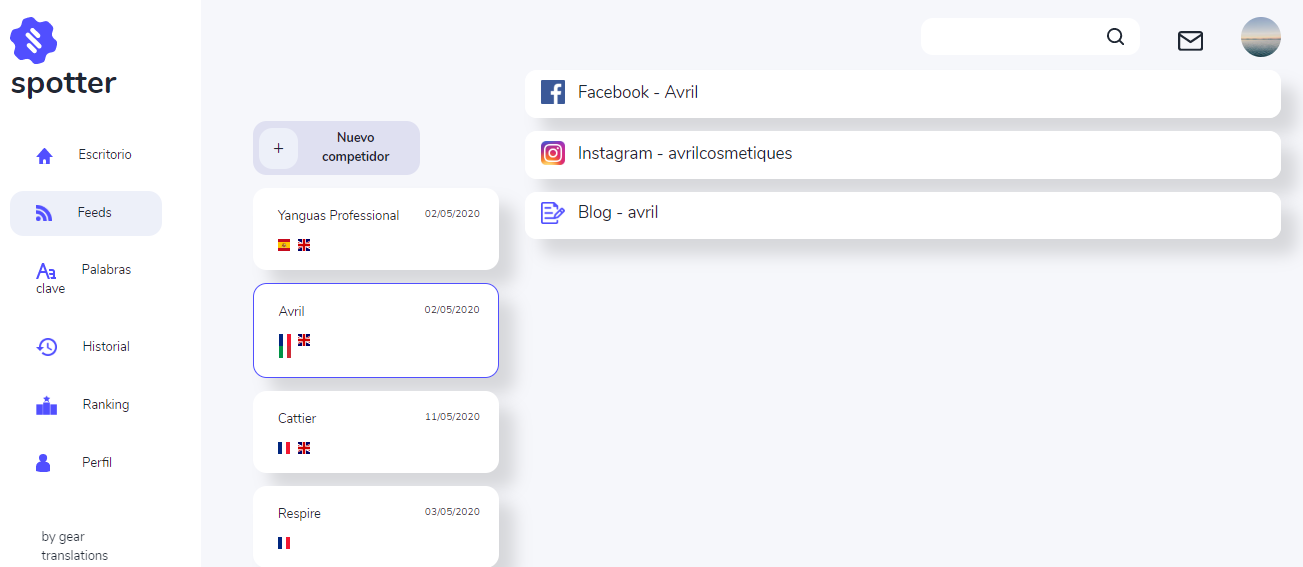 spotter
Escritorio
Feeds
Palabras
clave
Historial
Ranking
Perfil
by gear
translations
+
Nuevo
competidor
Yanguas Professional 02/05/2020
Avril 02/05/2020
Cattier 11/05/2020
Respire 03/05/2020
Facebook - Avril
Instagram - avrilcosmetiques
Blog - avril